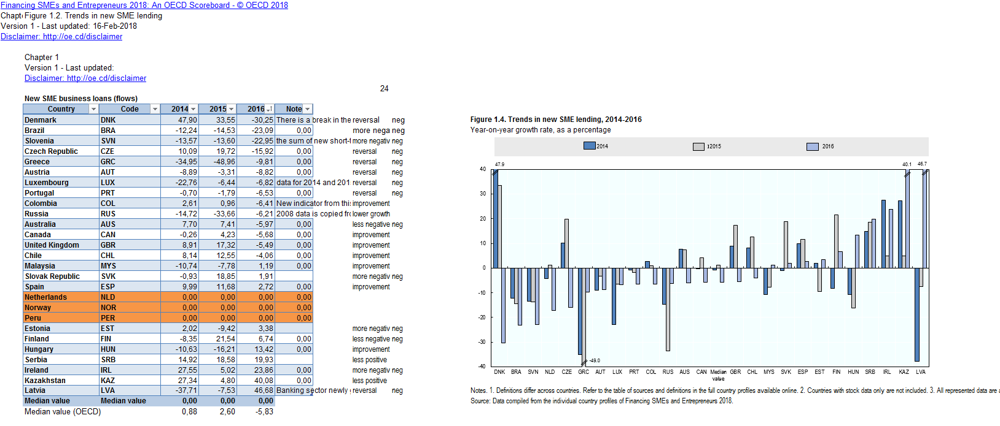 Financing SMEs and Entrepreneurs 2018: An OECD Scoreboard - © OECD 2018
Figure 1.2. Trends in new SME lending
Version 1 - Last updated: 16-Feb-2018
Disclaimer: http://oe.cd/disclaimer
Chapter 1
Version 1 - Last updated:
Disclaimer: http://oe.cd/disclaimer
24
New SME business loans (flows)
Country Code 2014 2015 2016 Note
Denmark DNK 47,90 33,55 -30,25 There is a break in the reversal neg
Brazil BRA -12,24 -14,53 -23,09 0,00 more nega neg
Slovenia SVN -13,57 -13,60 -22,95 the sum of new short- more negativ neg
Czech Republic CZE 10,09 19,72 -15,92 0,00 reversal neg
Greece GRC -34,95 -48,96 -9,81 0,00 reversal neg
Austria AUT -8,89 -3,31 -8,82 0,00 reversal neg
Luxembourg LUX -22,76 -6,44 -6,82 data for 2014 and 201 reversal neg
Portugal PRT -0,70 -1,79 -6,53 0,00 reversal neg
Colombia COL 2,61 0,96 -6,41 New indicator from this improvement
Russia RUS -14,72 -33,66 -6,21 2008 data is copied fro lower growth
Australia AUS 7,70 7,41 -5,97 0,00 less negative neg
Canada CAN -0,26 4,23 -5,68 0,00 improvement
United Kingdom GBR 8,91 17,32 -5,49 0,00 improvement
Chile CHL 8,14 12,55 -4,06 0,00 improvement
Malaysia MYS -10,74 -7,78 1,19 0,00 improvement
Slovak Republic SVK -0,93 18,85 1,91 more negativ neg
Spain ESP 9,99 11,68 2,72 0,00 improvement
Netherlands NLD 0,00 0,00 0,00 0,00
Norway NOR 0,00 0,00 0,00 0,00
Peru PER 0,00 0,00 0,00 0,00
Estonia EST 2,02 -9,42 3,38 more negativ neg
Finland FIN -8,35 21,54 6,74 0,00 less negative neg
Hungary HUN -10,63 -16,21 13,42 0,00 improvement
Serbia SRB 14,92 18,58 19,93 less positive
Ireland IRL 27,55 5,02 23,86 0,00 more negativ neg
Kazakhstan KAZ 27,34 4,80 40,08 0,00 less positive
Latvia LVA -37,71 -7,53 46,68 Banking sector newly reversal neg
Median value Median value 0,00 0,00 0,00
Median value (OECD) 0,88 2,60 -5,83
Figure 1.4. Trends in new SME lending, 2014-2016
Year-on-year growth rate, as a percentage
2014 2015 2016
47.9 40.1 46.7
40
30
20
10
0
-10
-20
-30
-40
-49.0
DNK BRA SVN NLD CZE GRC AUT LUX PRT COL RUS AUS CAN Median value GBR CHL MYS SVK ESP EST FIN HUN SRB IRL KAZ LVA
Notes. 1. Definitions differ across countries. Refer to the table of sources and definitions in the full country profiles available online. 2. Countries with stock data only are not included. 3. All represented data are
Source: Data compiled from the individual country profiles of Financing SMEs and Entrepreneurs 2018.